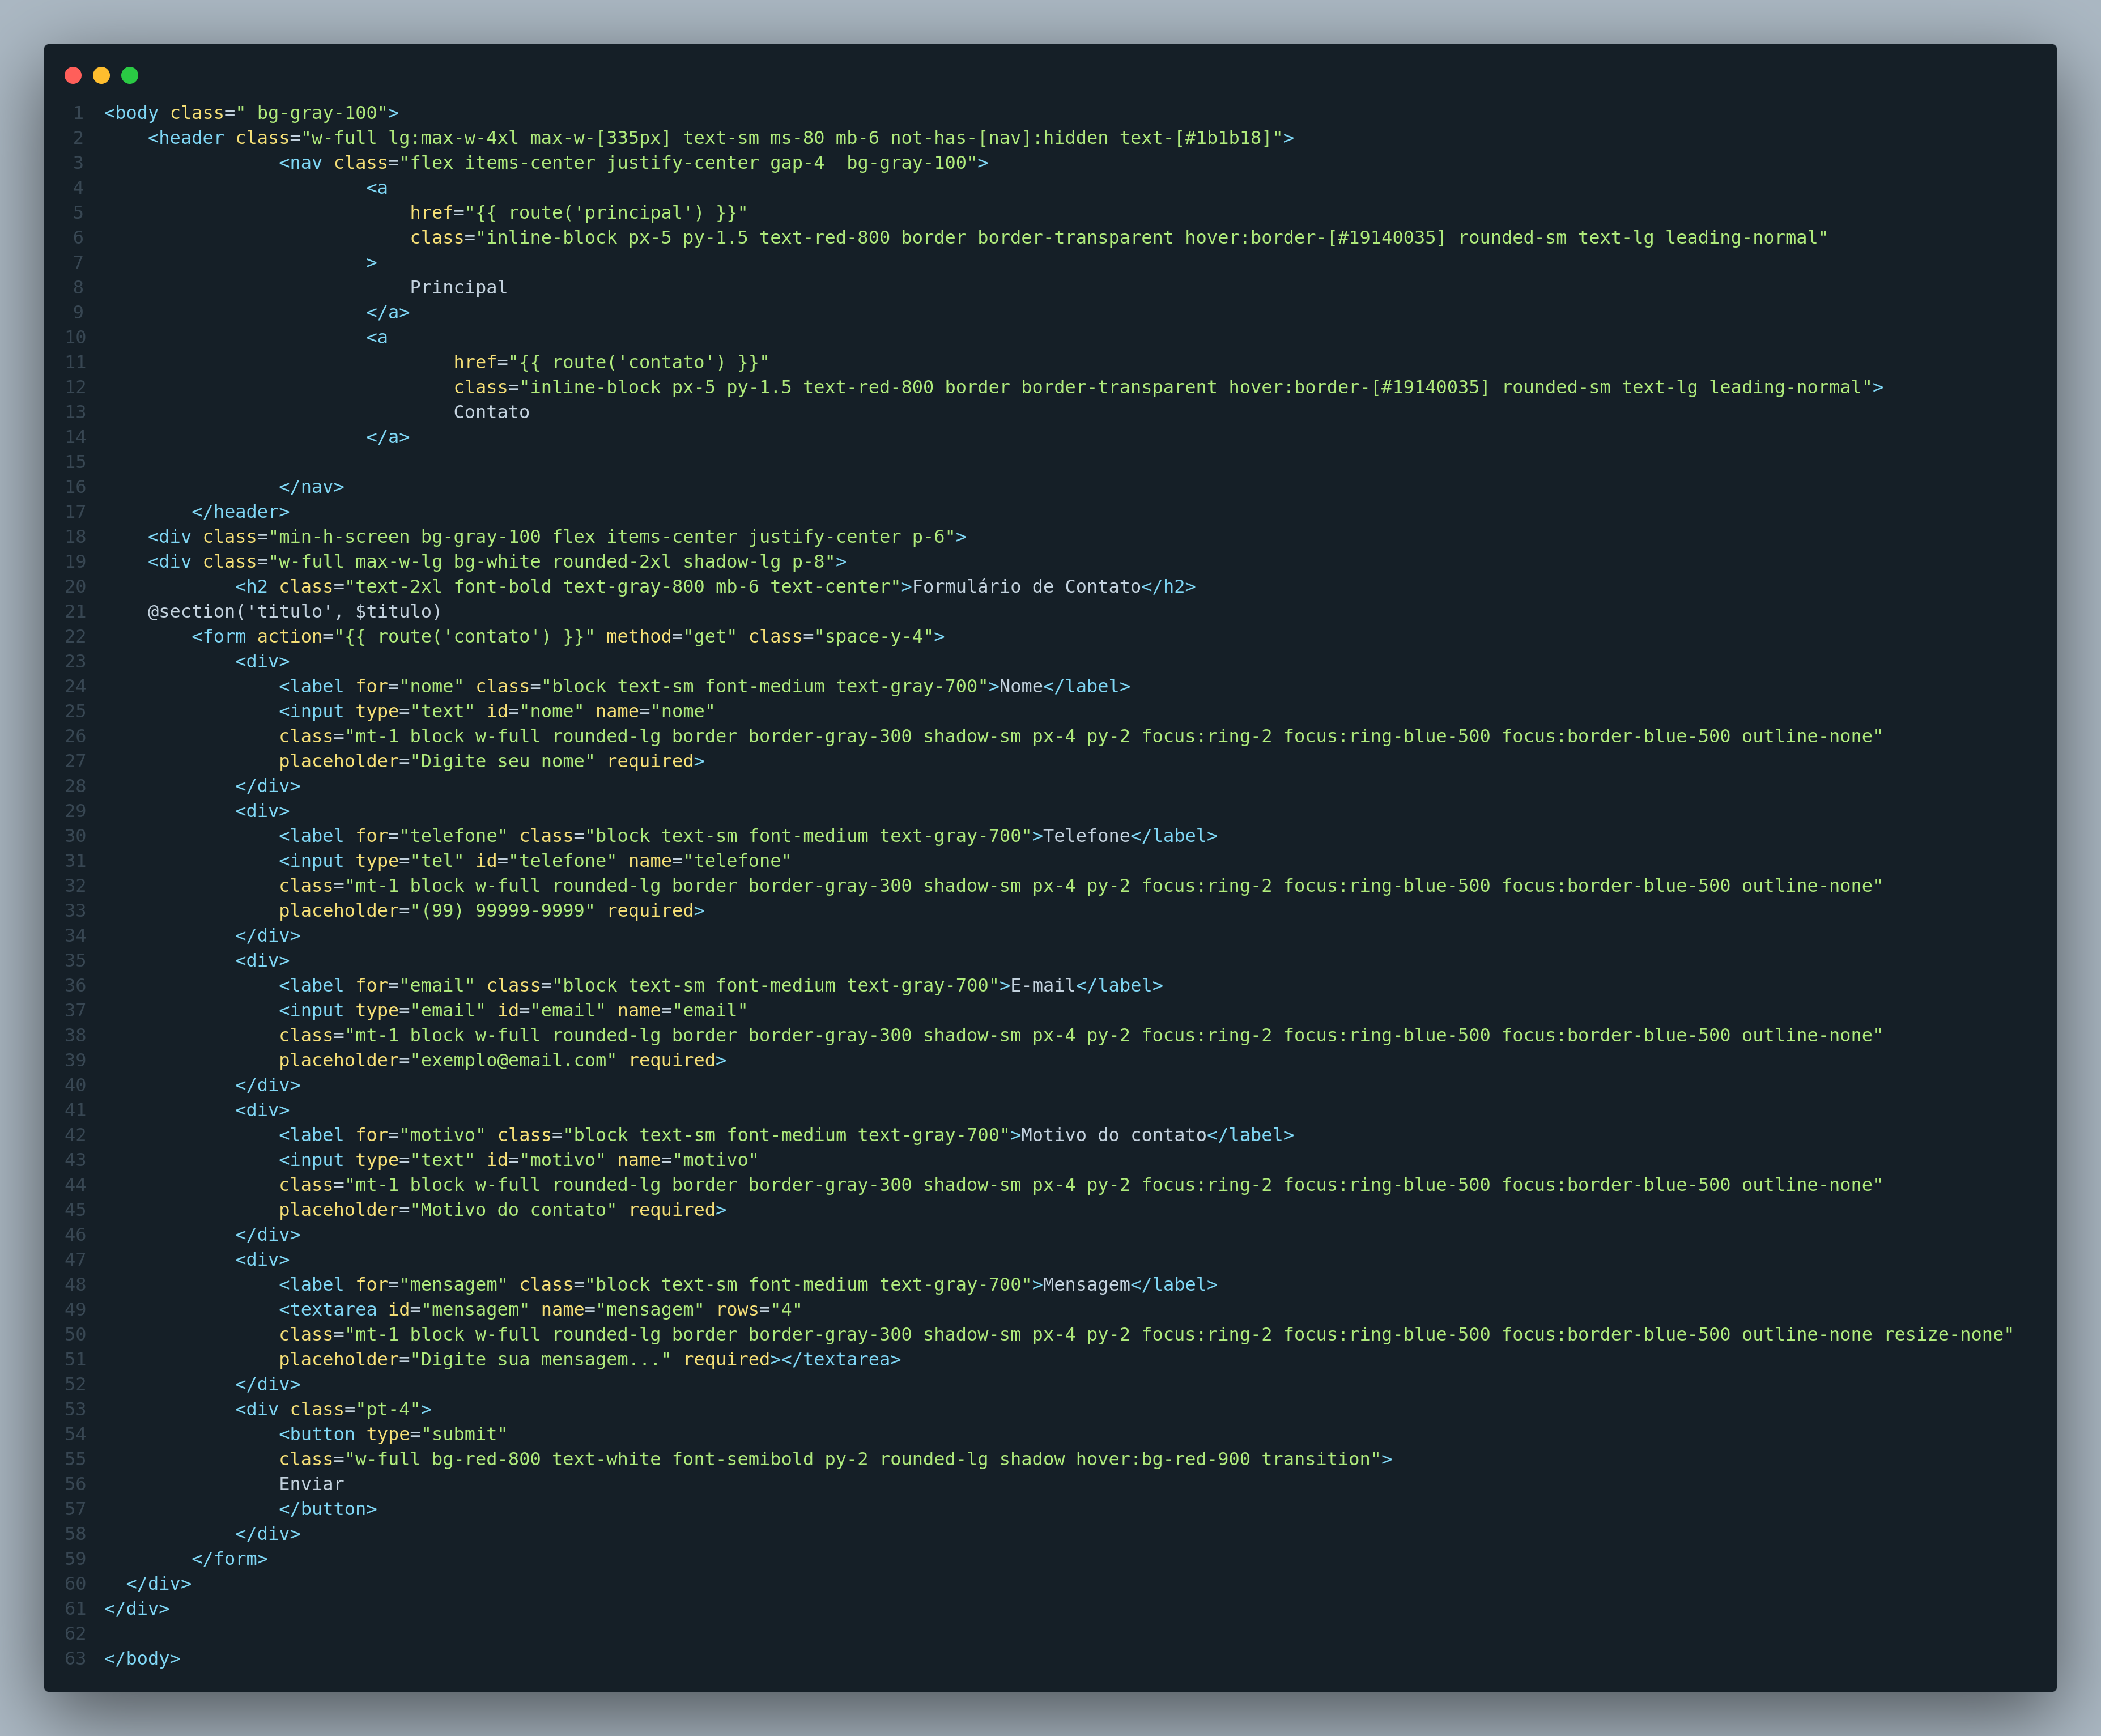 1 <body class=" bg-gray-100">
2     <header class="w-full lg:max-w-4xl max-w-[335px] text-sm ms-80 mb-6 not-has-[nav]:hidden text-[#1b1b18]">
3                 <nav class="flex items-center justify-center gap-4  bg-gray-100">
4                         <a
5                             href="{{ route('principal') }}"
6                             class="inline-block px-5 py-1.5 text-red-800 border border-transparent hover:border-[#19140035] rounded-sm text-lg leading-normal"
7                         >
8                             Principal
9                         </a>
10                         <a
11                                 href="{{ route('contato') }}"
12                                 class="inline-block px-5 py-1.5 text-red-800 border border-transparent hover:border-[#19140035] rounded-sm text-lg leading-normal">
13                                 Contato
14                         </a>
15
16                 </nav>
17         </header>
18     <div class="min-h-screen bg-gray-100 flex items-center justify-center p-6">
19     <div class="w-full max-w-lg bg-white rounded-2xl shadow-lg p-8">
20             <h2 class="text-2xl font-bold text-gray-800 mb-6 text-center">Formulário de Contato</h2>
21     @section('titulo', $titulo)
22         <form action="{{ route('contato') }}" method="get" class="space-y-4">
23             <div>
24                 <label for="nome" class="block text-sm font-medium text-gray-700">Nome</label>
25                 <input type="text" id="nome" name="nome"
26                 class="mt-1 block w-full rounded-lg border border-gray-300 shadow-sm px-4 py-2 focus:ring-2 focus:ring-blue-500 focus:border-blue-500 outline-none"
27                 placeholder="Digite seu nome" required>
28             </div>
29             <div>
30                 <label for="telefone" class="block text-sm font-medium text-gray-700">Telefone</label>
31                 <input type="tel" id="telefone" name="telefone"
32                 class="mt-1 block w-full rounded-lg border border-gray-300 shadow-sm px-4 py-2 focus:ring-2 focus:ring-blue-500 focus:border-blue-500 outline-none"
33                 placeholder="(99) 99999-9999" required>
34             </div>
35             <div>
36                 <label for="email" class="block text-sm font-medium text-gray-700">E-mail</label>
37                 <input type="email" id="email" name="email"
38                 class="mt-1 block w-full rounded-lg border border-gray-300 shadow-sm px-4 py-2 focus:ring-2 focus:ring-blue-500 focus:border-blue-500 outline-none"
39                 placeholder="exemplo@email.com" required>
40             </div>
41             <div>
42                 <label for="motivo" class="block text-sm font-medium text-gray-700">Motivo do contato</label>
43                 <input type="text" id="motivo" name="motivo"
44                 class="mt-1 block w-full rounded-lg border border-gray-300 shadow-sm px-4 py-2 focus:ring-2 focus:ring-blue-500 focus:border-blue-500 outline-none"
45                 placeholder="Motivo do contato" required>
46             </div>
47             <div>
48                 <label for="mensagem" class="block text-sm font-medium text-gray-700">Mensagem</label>
49                 <textarea id="mensagem" name="mensagem" rows="4"
50                 class="mt-1 block w-full rounded-lg border border-gray-300 shadow-sm px-4 py-2 focus:ring-2 focus:ring-blue-500 focus:border-blue-500 outline-none resize-none"
51                 placeholder="Digite sua mensagem..." required></textarea>
52             </div>
53             <div class="pt-4">
54                 <button type="submit"
55                 class="w-full bg-red-800 text-white font-semibold py-2 rounded-lg shadow hover:bg-red-900 transition">
56                 Enviar
57                 </button>
58             </div>
59         </form>
60   </div>
61 </div>
62
63 </body>